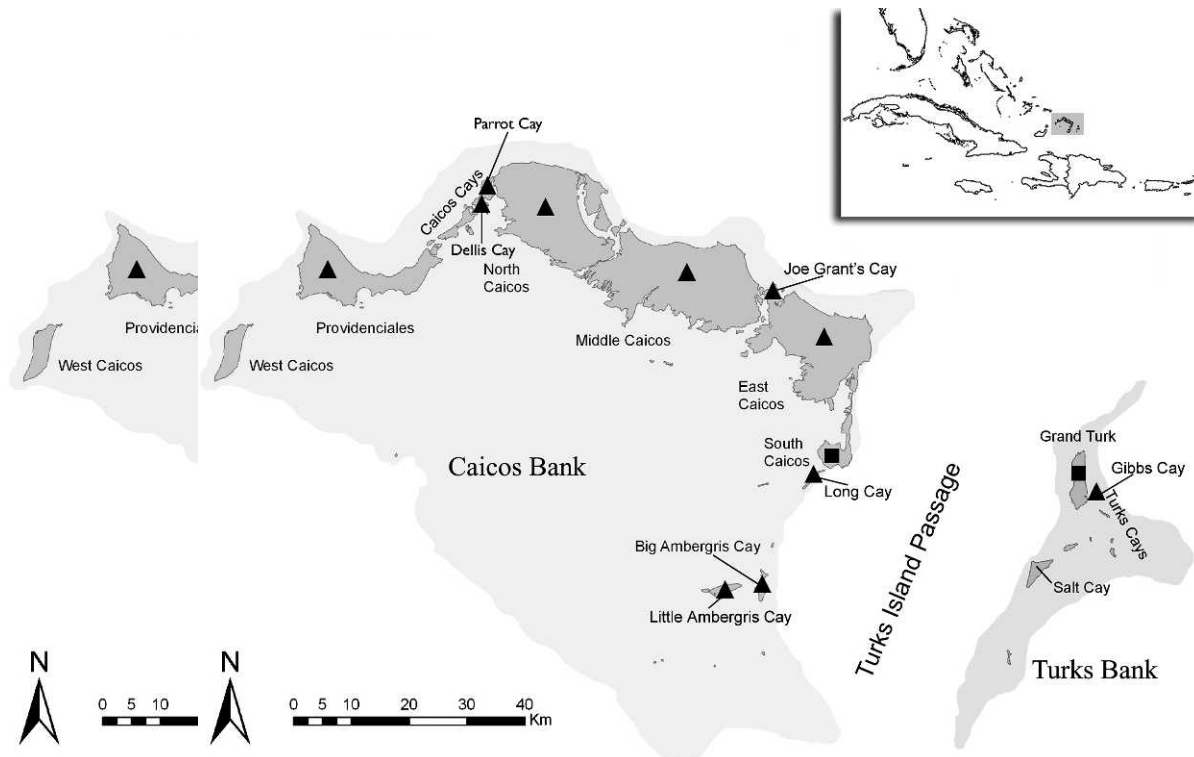 Parrot Cay
Caicos Cays
Dellis Cay
North
Caicos
Joe Grant's Cay
Providencia
Providenciales
Middle Caicos
West Caicos
West Caicos
East
Caicos
South
Caicos
Caicos Bank
Long Cay
Grand Turk
Gibbs Cay
Turks Cays
Turks Island Passage
Big Ambergris Cay
Little Ambergris Cay
Salt Cay
Turks Bank
N
N
0 5 10
0 5 10 20 30 40
Km